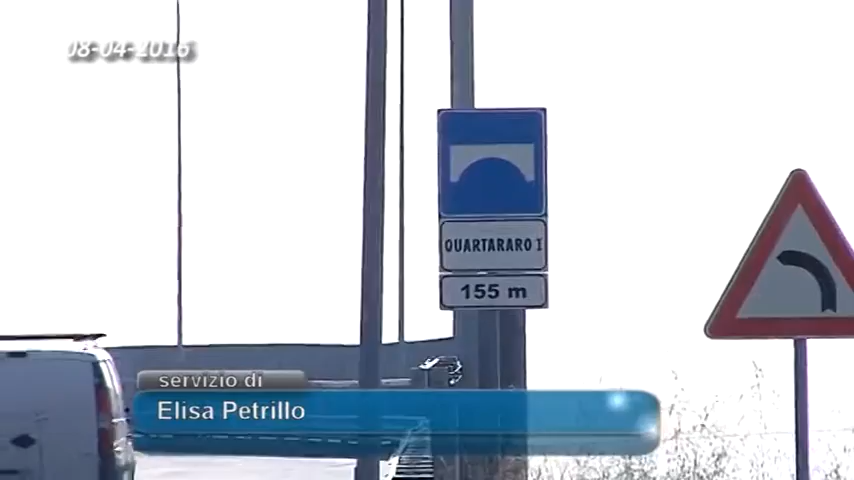 08-04-2016
QUARTARARO I
155 m
servizio di
Elisa Petrillo